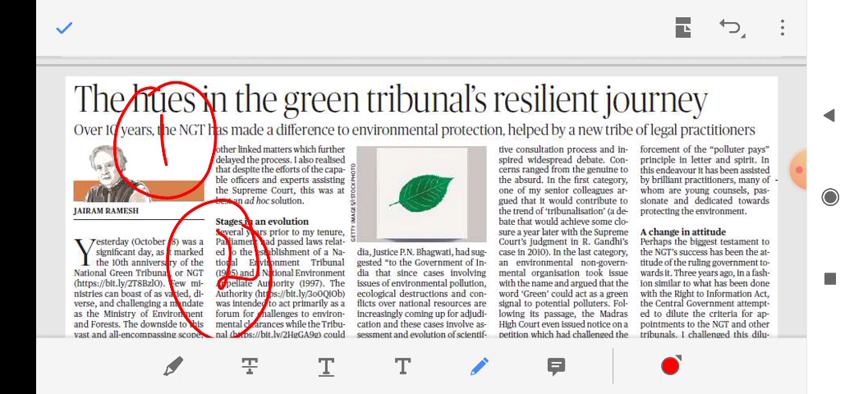 The hues in the green tribunal's resilient journey
Over 10 years, the NGT has made a difference to environmental protection, helped by a new tribe of legal practitioners
1
JAIRAM RAMESH
Yesterday (October 18) was a
significant day, as it marked
the 10th anniversary of the
National Green Tribunal or NGT
(https://bit.ly/2T8BzlO). Few mi-
nistries can boast of as varied, di-
verse, and challenging a mandate
as the Ministry of Environment
and Forests. The downside to this
vast and all-encompassing scope,
2
other linked matters which further
delayed the process. I also realised
that despite the efforts of the capa-
ble officers and experts assisting
the Supreme Court, this was at
best an ad hoc solution.
Stages in an evolution
Several years prior to my tenure,
Parliament had passed laws relat-
ed to the establishment of a Na-
tional Environment Tribunal
(1995) and National Environment
Appellate Authority (1997). The
Authority (https://bit.ly/3o0QJOb)
was intended to act primarily as a
forum for challenges to environ-
mental clearances while the Tribu-
nal (https://bit.ly/2HgGA9q) could
GETTY IMAGES/ISTOCKPHOTO
dia, Justice P.N. Bhagwati, had sug-
gested "to the Government of In-
dia that since cases involving
issues of environmental pollution,
ecological destructions and con-
flicts over national resources are
increasingly coming up for adjudi-
cation and these cases involve as-
sessment and evolution of scientif-
tive consultation process and in-
spired widespread debate. Con-
cerns ranged from the genuine to
the absurd. In the first category,
one of my senior colleagues ar-
gued that it would contribute to
the trend of 'tribunalisation' (a de-
bate that would achieve some clo-
sure a year later with the Supreme
Court's judgment in R. Gandhi's
case in 2010). In the last category,
an environmental non-govern-
mental organisation took issue
with the name and argued that the
word 'Green' could act as a green
signal to potential polluters. Fol-
lowing its passage, the Madras
High Court even issued notice on a
petition which had challenged the
forcement of the "polluter pays"
principle in letter and spirit. In
this endeavour it has been assisted
by brilliant practitioners, many of
whom are young counsels, pas-
sionate and dedicated towards
protecting the environment.
A change in attitude
Perhaps the biggest testament to
the NGT's success has been the at-
titude of the ruling government to-
wards it. Three years ago, in a fash-
ion similar to what has been done
with the Right to Information Act,
the Central Government attempt-
ed to dilute the criteria for ap-
pointments to the NGT and other
tribunals. I challenged this dilu-
T
T
T